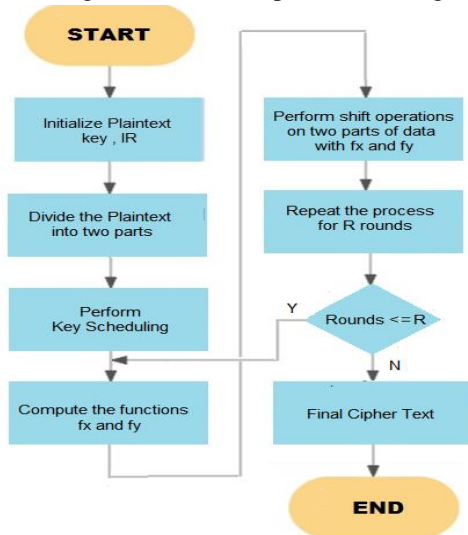 START
Initialize Plaintext
key , IR
Divide the Plaintext
into two parts
Perform
Key Scheduling
Compute the functions
fx and fy
Perform shift operations
on two parts of data
with fx and fy
Repeat the process
for R rounds
Rounds <=R
Y
N
Final Cipher Text
END